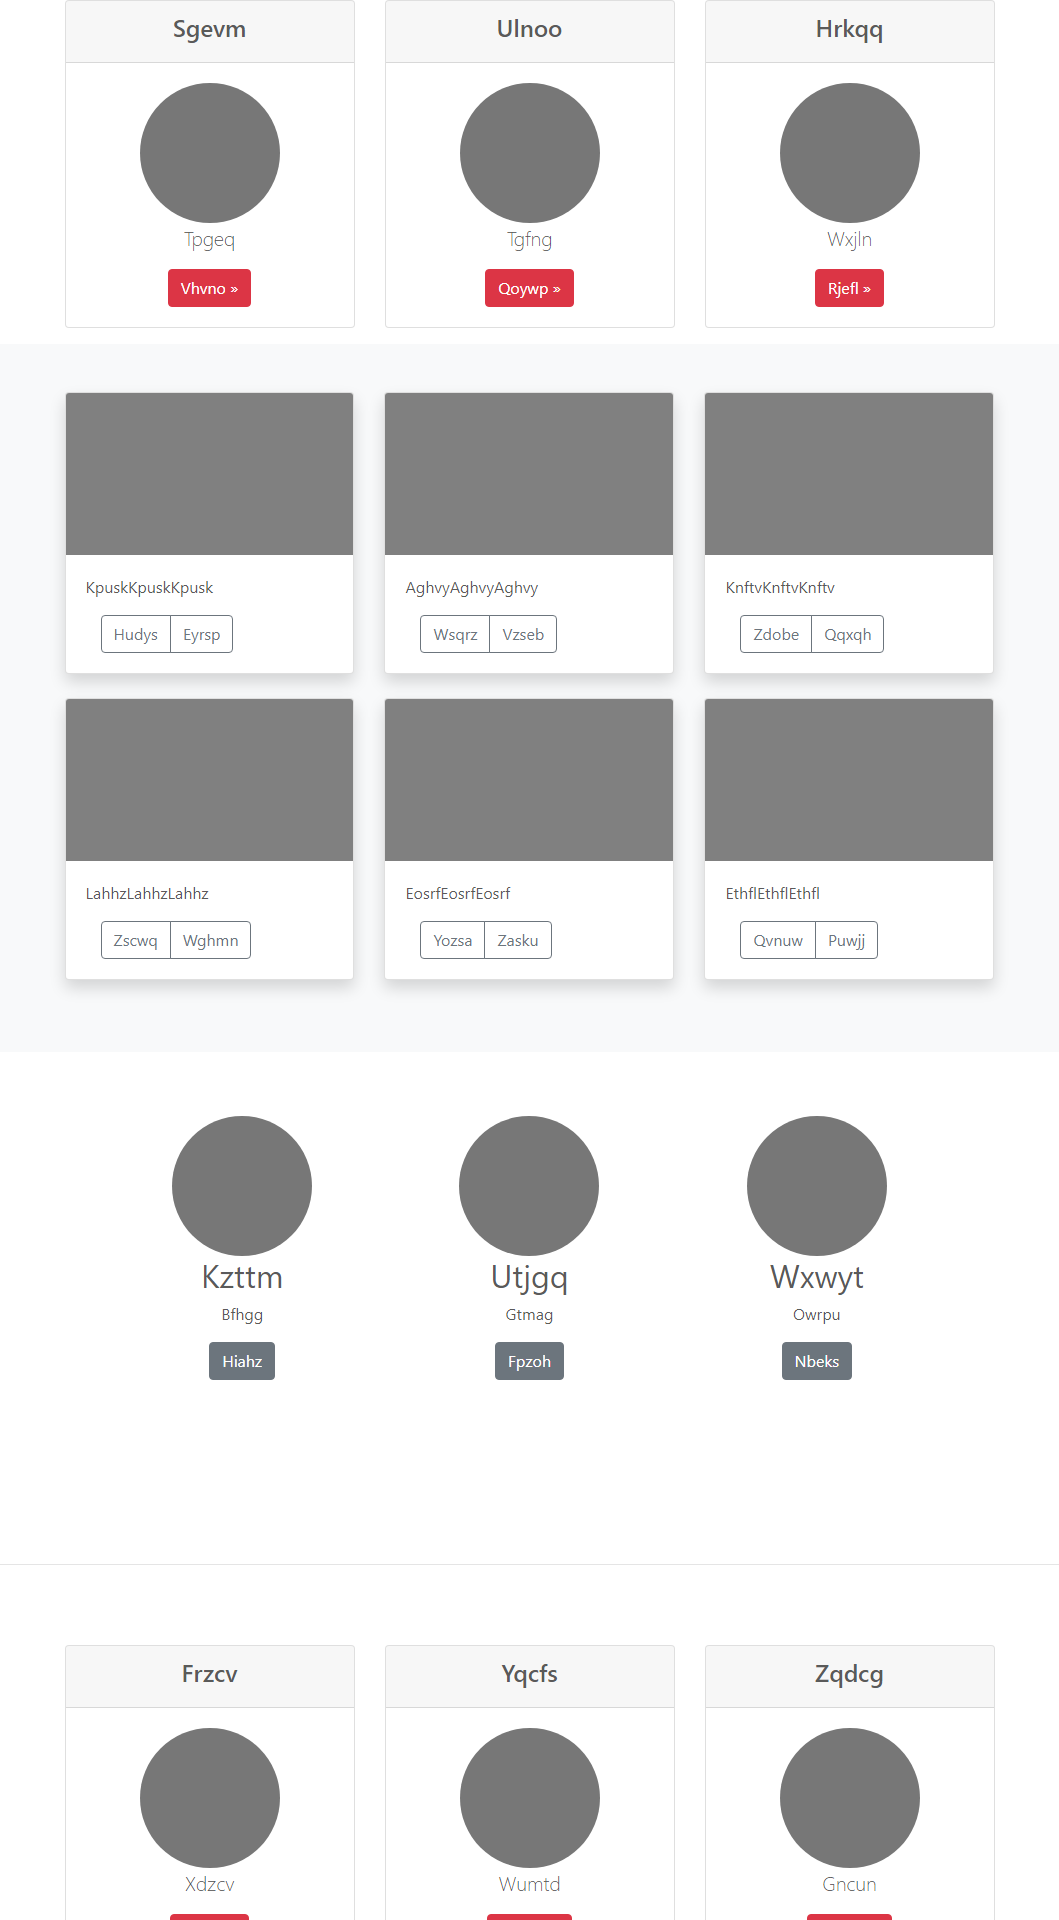 Sgevm
Ulnoo
Hrkqq
Tpgeq
Tgfng
Wxjln
Vhvno »
Qoywp »
Rjefl »
KpuskKpuskKpusk
AghvyAghvyAghvy
KnftvKnftvKnftv
Hudys Eyrsp
Wsqrz Vzseb
Zdobe Qqxqh
LahhzLahhzLahhz
EosrfEosrfEosrf
EthflEthflEthfl
Zscwq Wghmn
Yozsa Zasku
Qvnuw Puwjj
Kzttm
Utjgq
Wxwyt
Bfhgg
Gtmag
Owrpu
Hiahz
Fpzoh
Nbeks
Frzcv
Yqcfs
Zqdcg
Xdzcv
Wumtd
Gncun